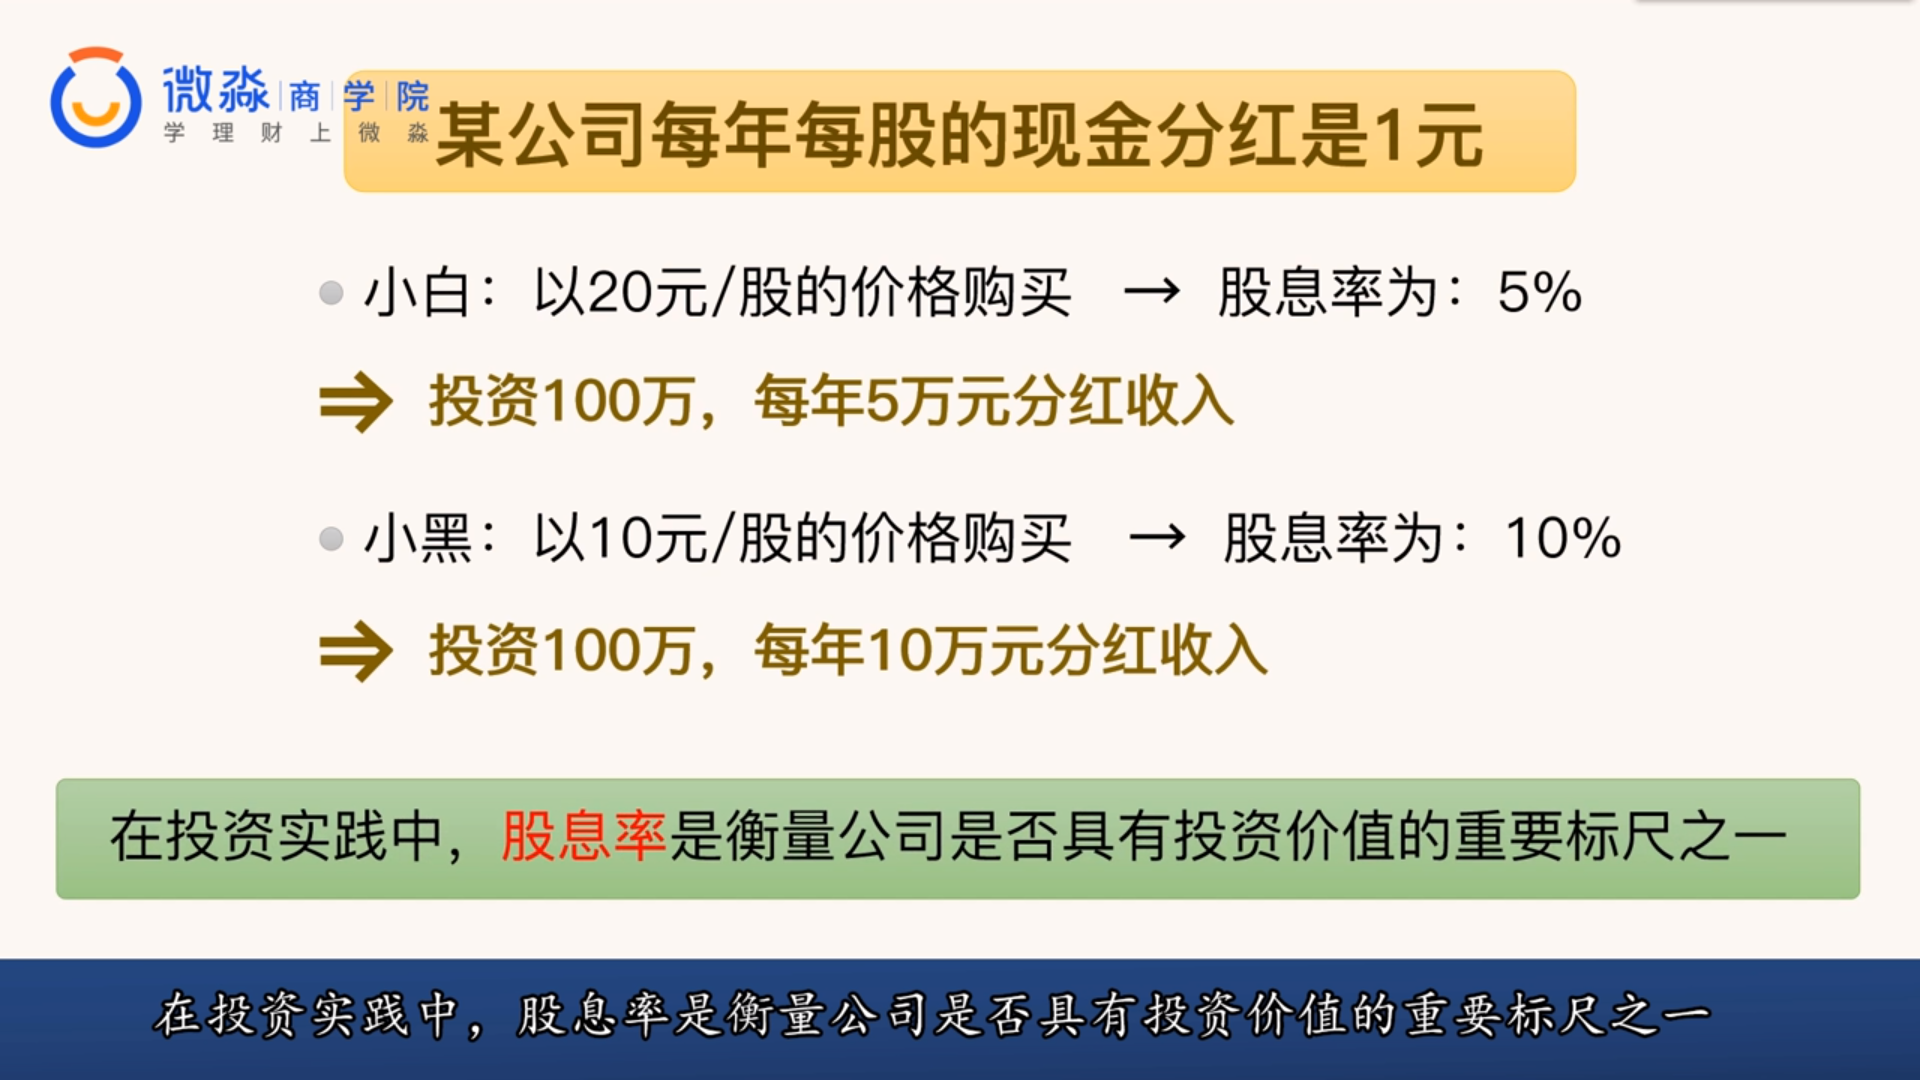 微淼|商|学|院
学理财上微淼
某公司每年每股的现金分红是1元
小白：以20元/股的价格购买 → 股息率为：5%
⇒ 投资100万，每年5万元分红收入
小黑：以10元/股的价格购买 → 股息率为：10%
⇒ 投资100万，每年10万元分红收入
在投资实践中，股息率是衡量公司是否具有投资价值的重要标尺之一
在投资实践中，股息率是衡量公司是否具有投资价值的重要标尺之一